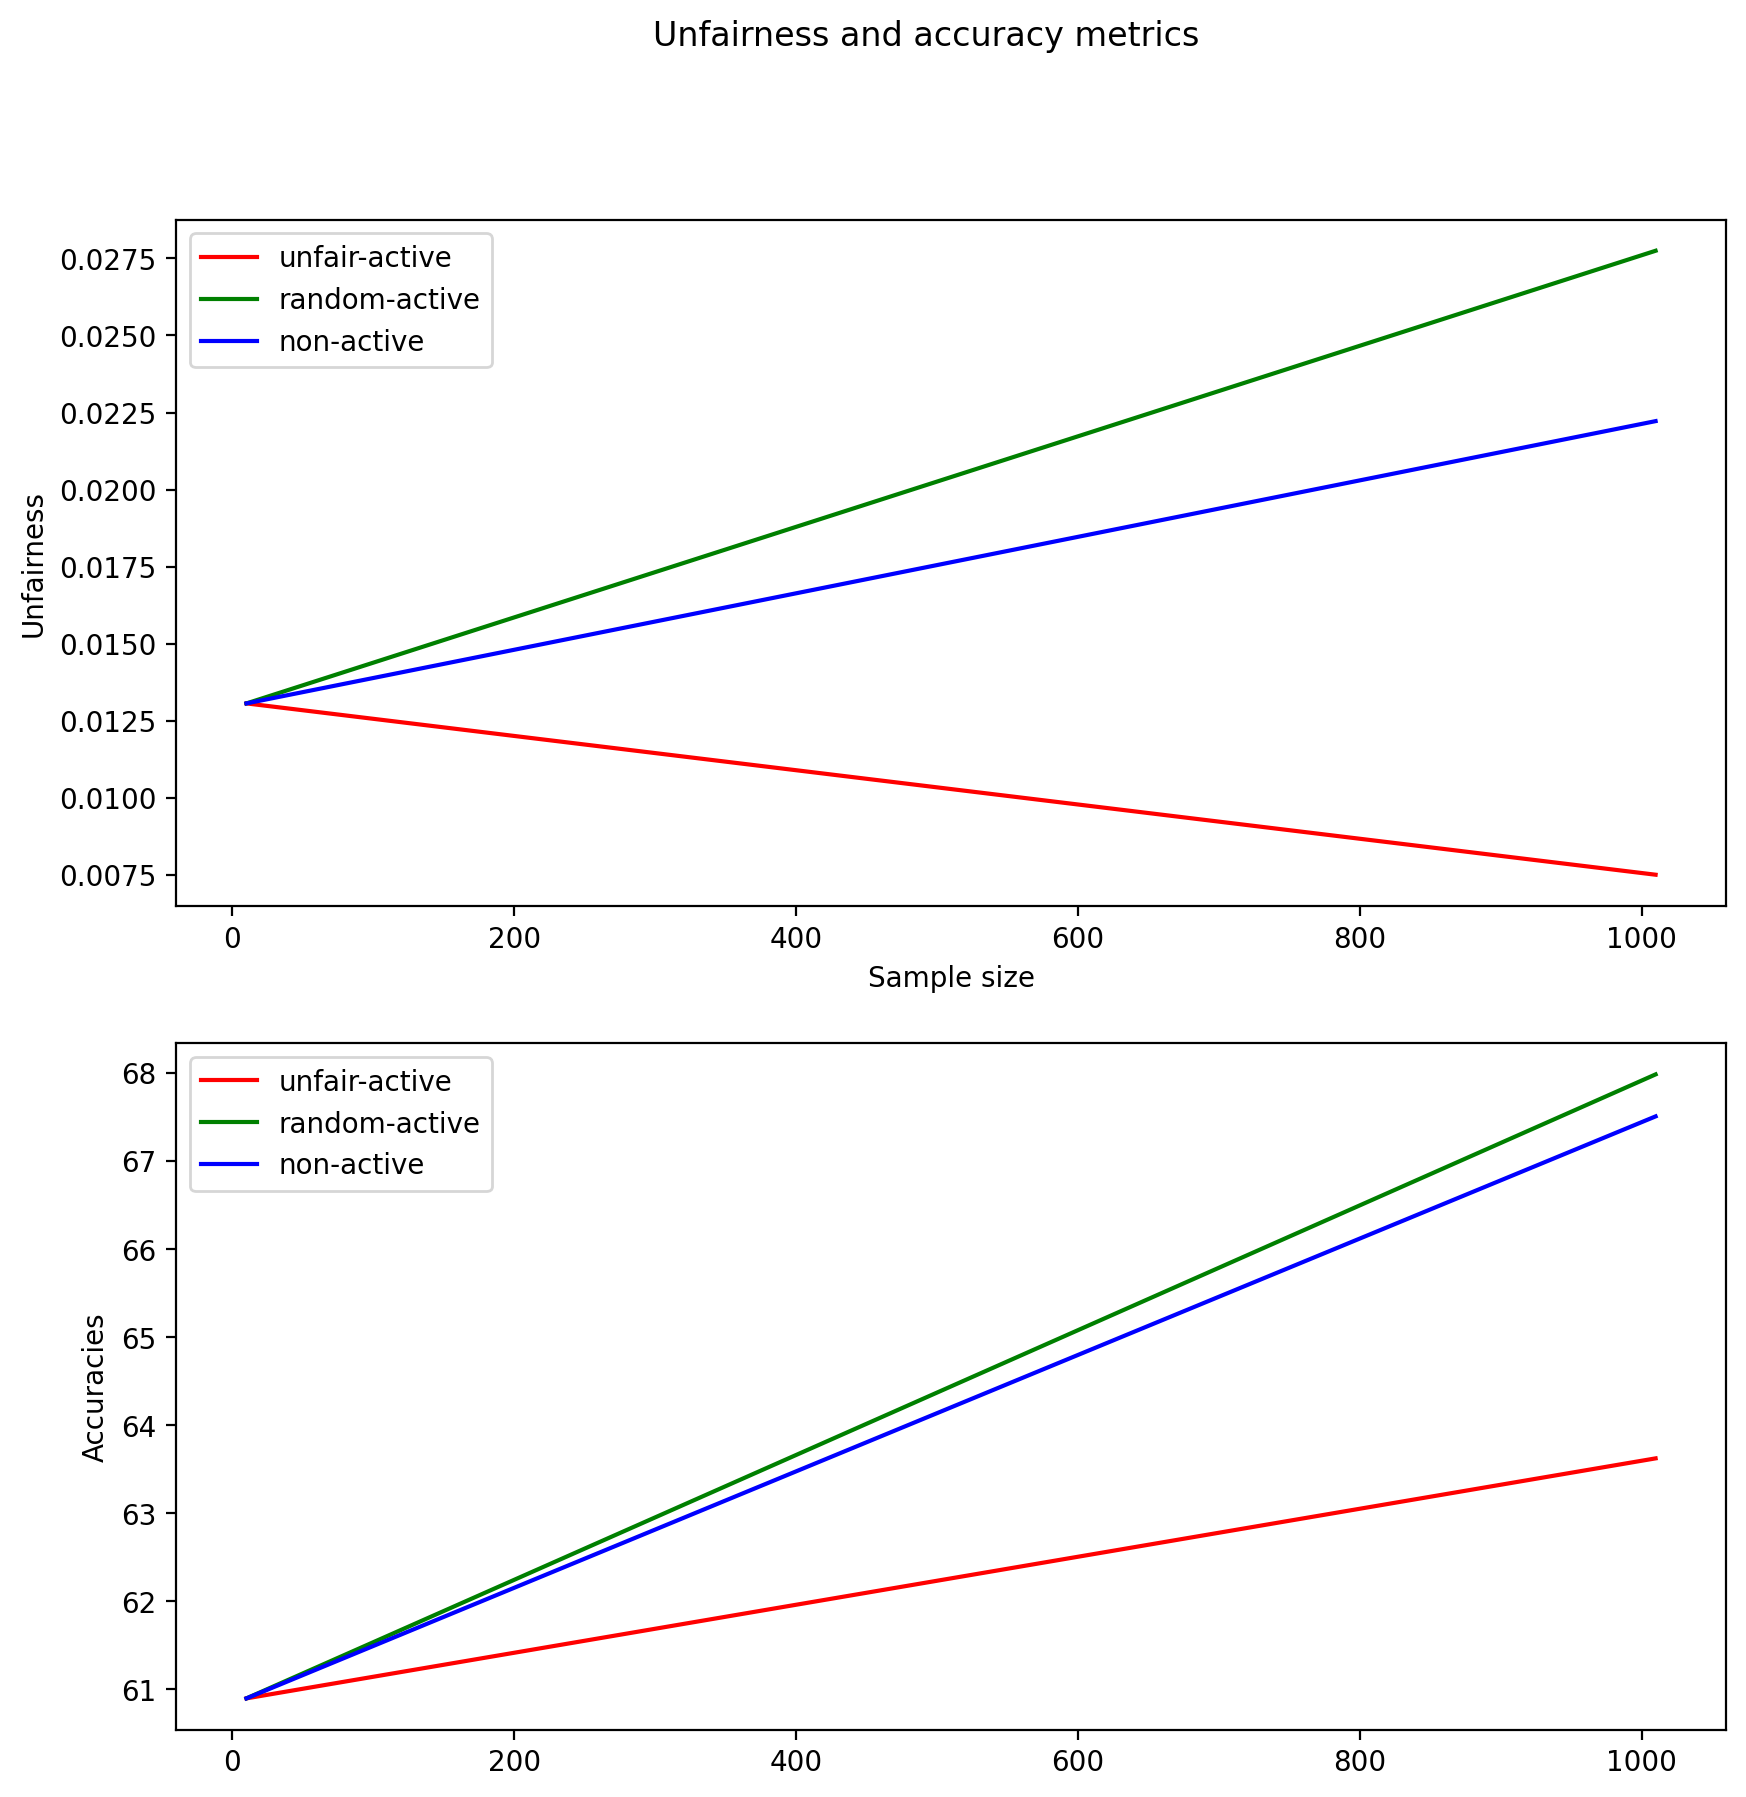 Unfairness and accuracy metrics
unfair-active
random-active
non-active
Unfairness
0.0275
0.0250
0.0225
0.0200
0.0175
0.0150
0.0125
0.0100
0.0075
0 200 400 600 800 1000
Sample size
unfair-active
random-active
non-active
Accuracies
68
67
66
65
64
63
62
61
0 200 400 600 800 1000